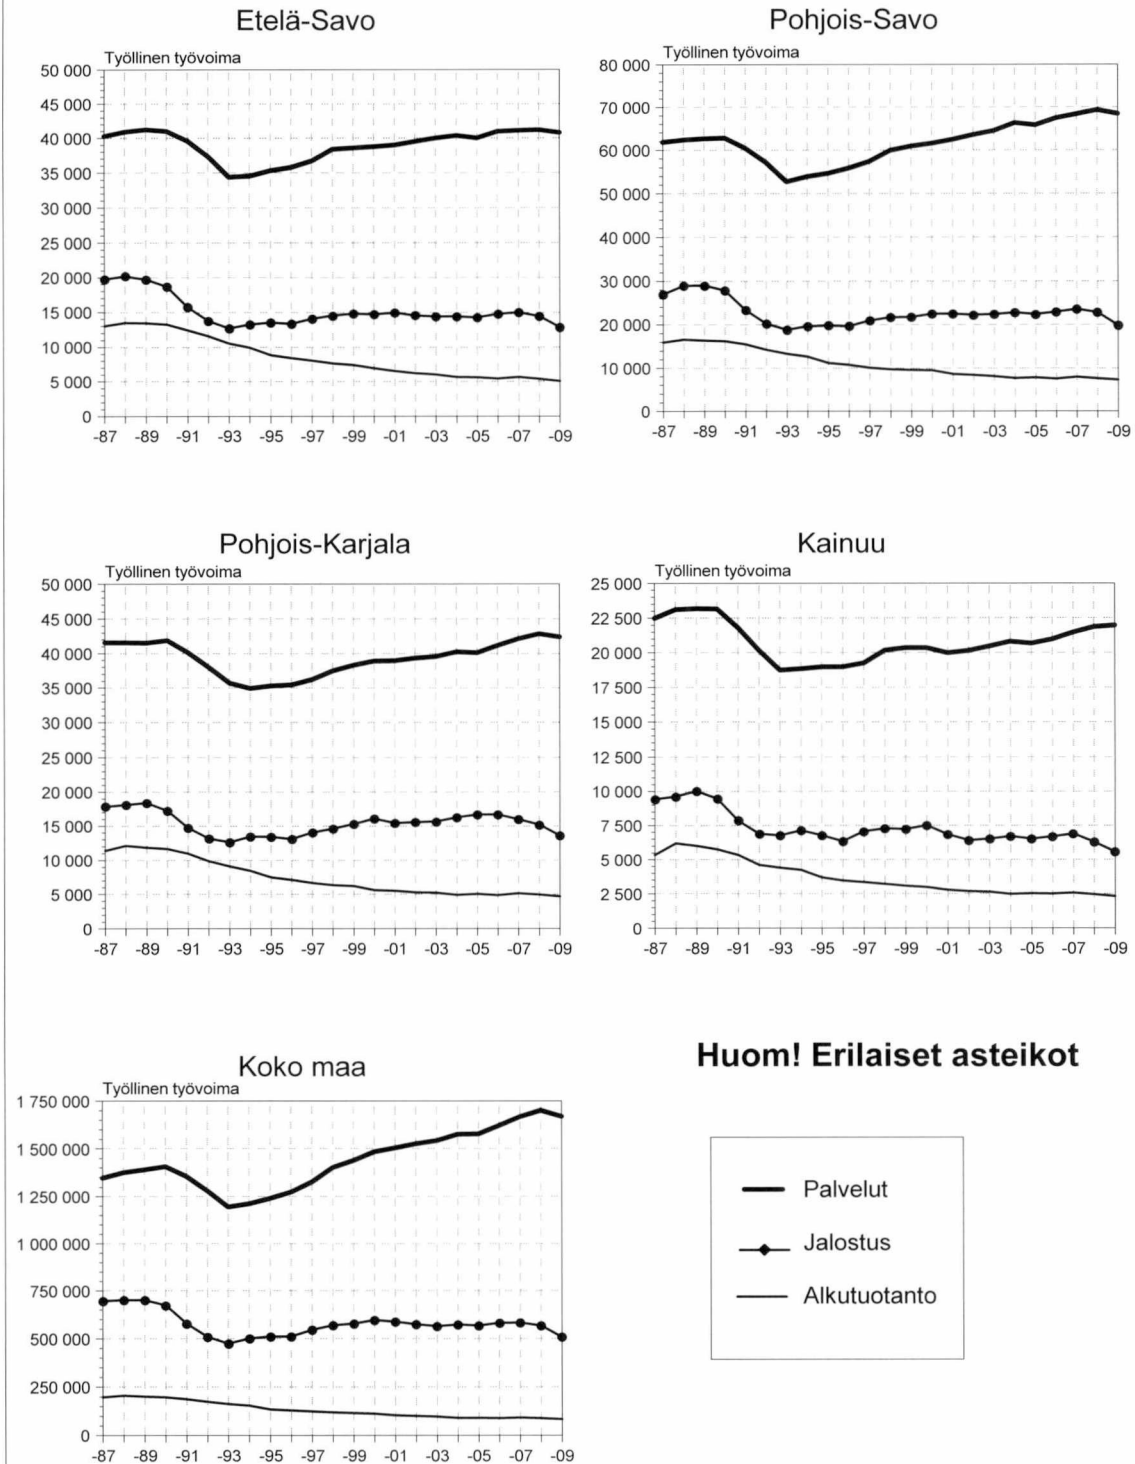 Etelä-Savo
Työllinen työvoima
50 000
45 000
40 000
35 000
30 000
25 000
20 000
15 000
10 000
5 000
0
-87 -89 -91 -93 -95 -97 -99 -01 -03 -05 -07 -09
Pohjois-Savo
Työllinen työvoima
80 000
70 000
60 000
50 000
40 000
30 000
20 000
10 000
0
-87 -89 -91 -93 -95 -97 -99 -01 -03 -05 -07 -09
Pohjois-Karjala
Työllinen työvoima
50 000
45 000
40 000
35 000
30 000
25 000
20 000
15 000
10 000
5 000
0
-87 -89 -91 -93 -95 -97 -99 -01 -03 -05 -07 -09
Kainuu
Työllinen työvoima
25 000
22 500
20 000
17 500
15 000
12 500
10 000
7 500
5 000
2 500
0
-87 -89 -91 -93 -95 -97 -99 -01 -03 -05 -07 -09
Koko maa
Työllinen työvoima
1 750 000
1 500 000
1 250 000
1 000 000
750 000
500 000
250 000
0
-87 -89 -91 -93 -95 -97 -99 -01 -03 -05 -07 -09
Huom! Erilaiset asteikot
Palvelut
Jalostus
Alkutuotanto